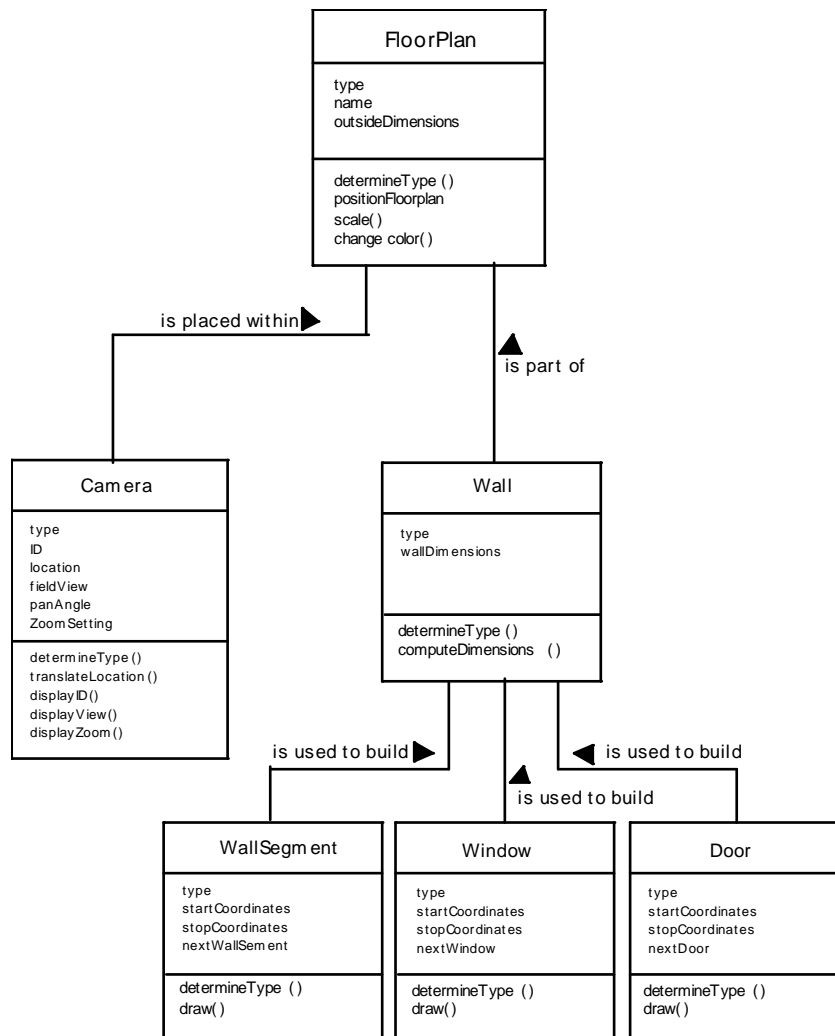 FloorPlan
type
name
outsideDimensions
determineType ()
positionFloorplan
scale()
change color()
is placed within
is part of
Camera
type
ID
location
fieldView
panAngle
ZoomSetting
determineType()
translateLocation()
displayID()
displayView()
displayZoom()
Wall
type
wallDimensions
determineType ()
computeDimensions ()
is used to build
is used to build
is used to build
WallSegment
type
startCoordinates
stopCoordinates
nextWallSement
determineType ()
draw()
Window
type
startCoordinates
stopCoordinates
nextWindow
determineType ()
draw()
Door
type
startCoordinates
stopCoordinates
nextDoor
determineType ()
draw()